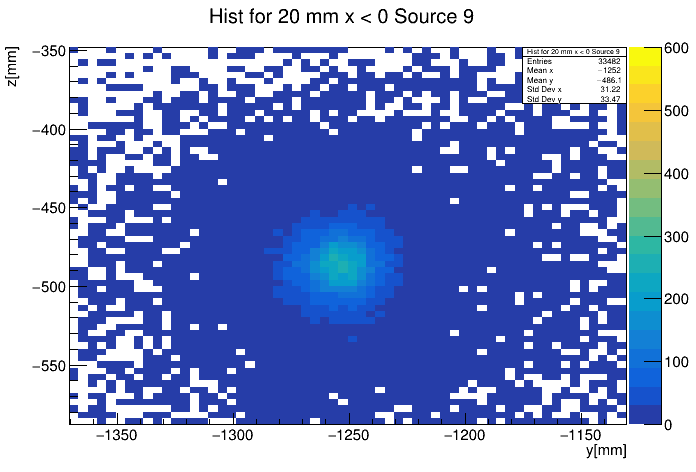 Hist for 20 mm x < 0 Source 9
z[mm]
−350
−400
−450
−500
−550
Hist for 20 mm x < 0 Source 9
Entries 33482
Mean x −1252
Mean y −486.1
Std Dev x 31.22
Std Dev y 33.47
600
500
400
300
200
100
0
−1350 −1300 −1250 −1200 −1150
y[mm]